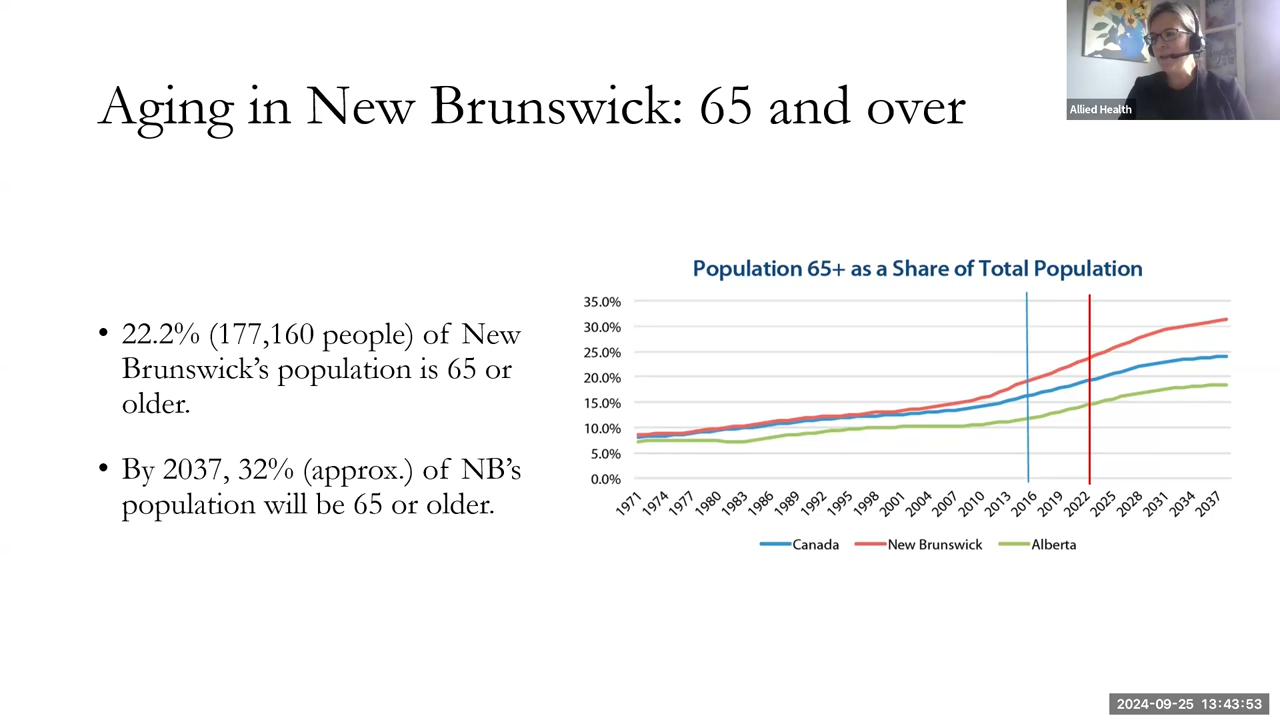 Aging in New Brunswick: 65 and over
Allied Health
• 22.2% (177,160 people) of New
Brunswick’s population is 65 or
older.
• By 2037, 32% (approx.) of NB’s
population will be 65 or older.
Population 65+ as a Share of Total Population
35.0%
30.0%
25.0%
20.0%
15.0%
10.0%
5.0%
0.0%
1971 1974 1977 1980 1983 1986 1989 1992 1995 1998 2001 2004 2007 2010 2013 2016 2019 2022 2025 2028 2031 2034 2037
Canada New Brunswick Alberta
2024-09-25 13:43:53